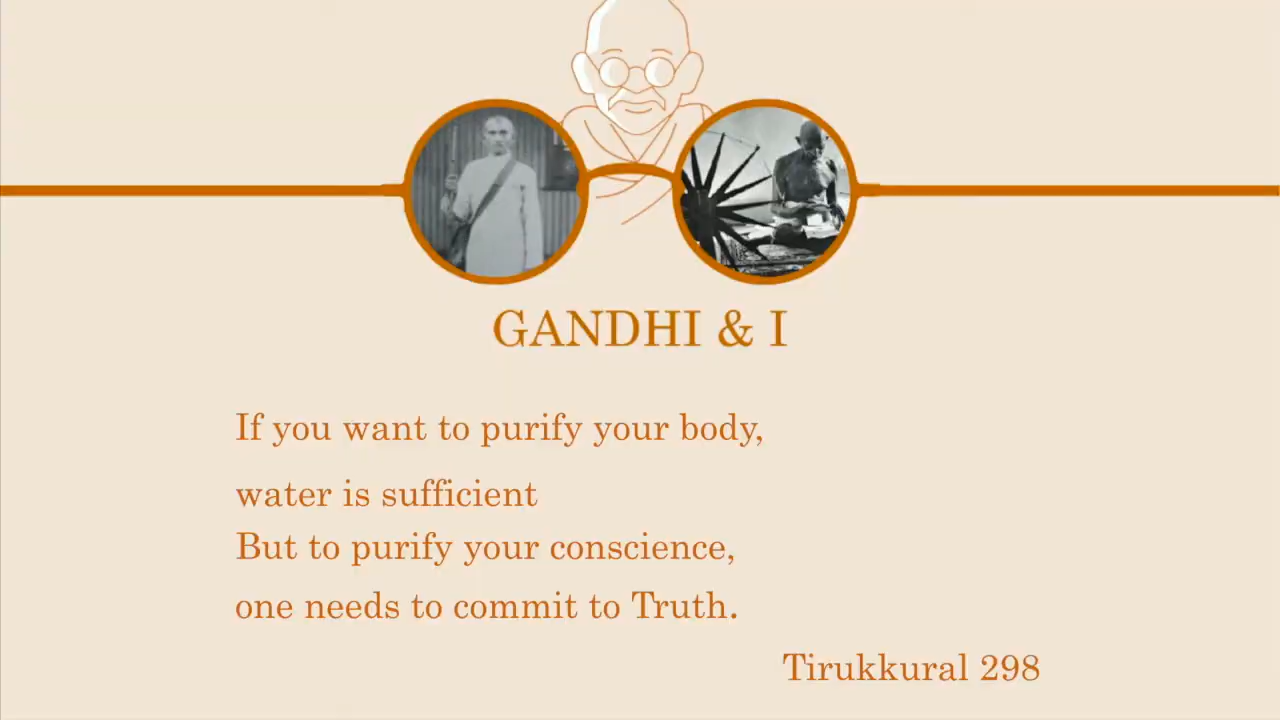 GANDHI & I
If you want to purify your body,
water is sufficient
But to purify your conscience,
one needs to commit to Truth.
Tirukkural 298